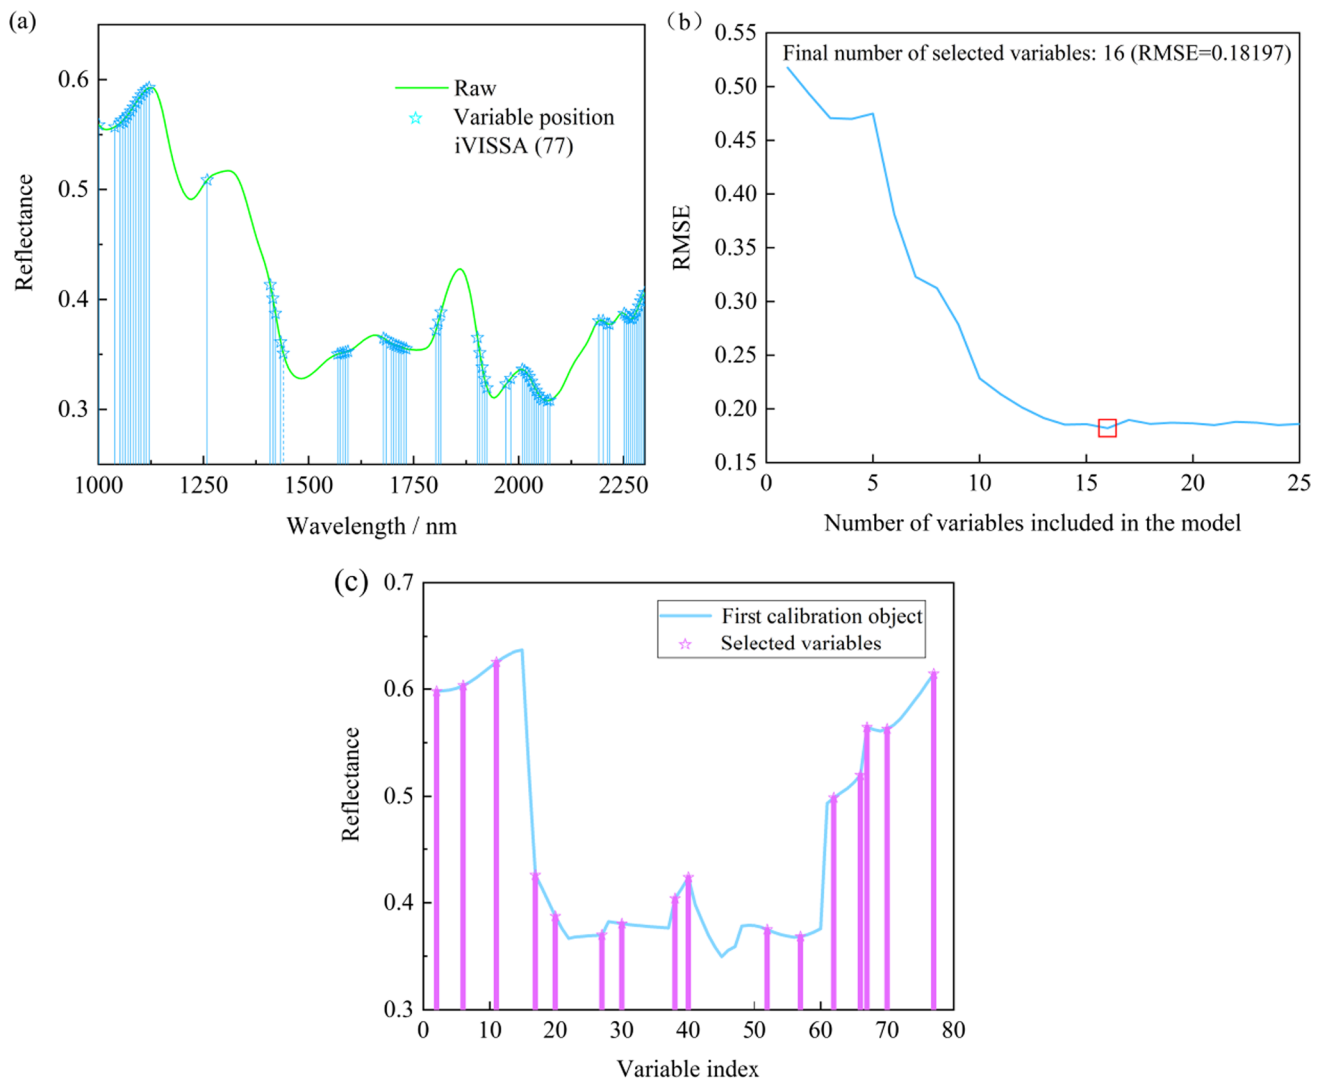 (a)
Reflectance
0.6
0.5
0.4
0.3
Raw
Variable position
iVISSA (77)
1000 1250 1500 1750 2000 2250
Wavelength / nm
(b)
RMSE
0.55
0.50
0.45
0.40
0.35
0.30
0.25
0.20
0.15
Final number of selected variables: 16 (RMSE=0.18197)
0 5 10 15 20 25
Number of variables included in the model
(c)
Reflectance
0.7
0.6
0.5
0.4
0.3
First calibration object
Selected variables
0 10 20 30 40 50 60 70 80
Variable index